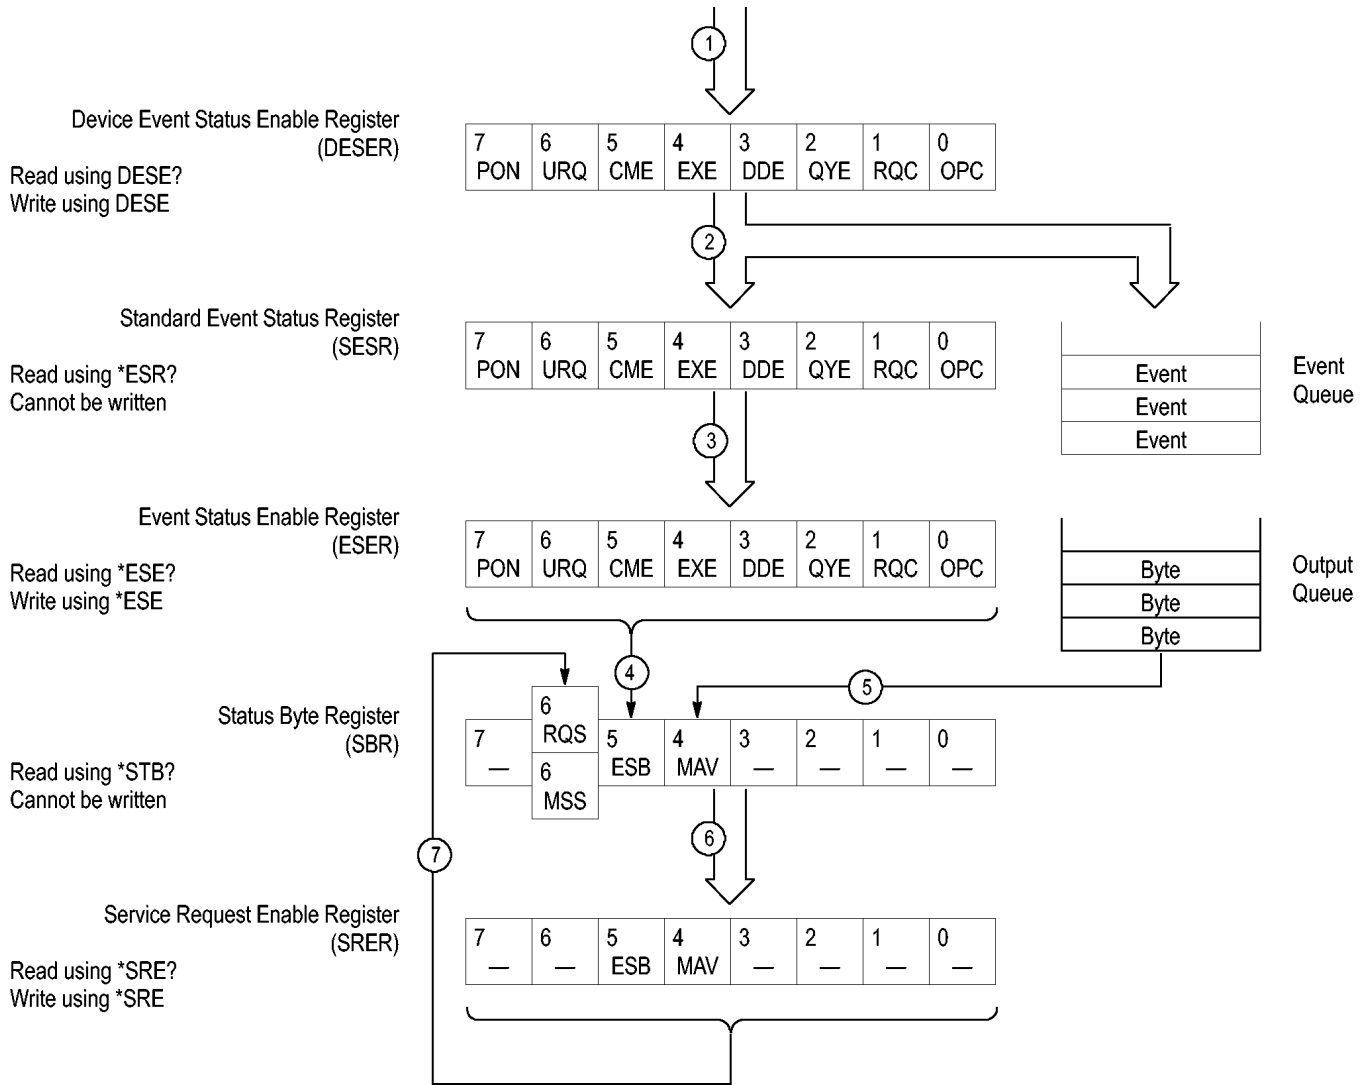 1
Device Event Status Enable Register
(DESER)
Read using DESE?
Write using DESE
7 6 5 4 3 2 1 0
PON URQ CME EXE DDE QYE RQC OPC
2
Standard Event Status Register
(SESR)
Read using *ESR?
Cannot be written
7 6 5 4 3 2 1 0
PON URQ CME EXE DDE QYE RQC OPC
Event
Event
Event
Event
Queue
3
Event Status Enable Register
(ESER)
Read using *ESE?
Write using *ESE
7 6 5 4 3 2 1 0
PON URQ CME EXE DDE QYE RQC OPC
Byte
Byte
Byte
Output
Queue
4
5
Status Byte Register
(SBR)
Read using *STB?
Cannot be written
6
RQS
7 5 4 3 2 1 0
— ESB MAV — — — —
6
MSS
6
7
Service Request Enable Register
(SRER)
Read using *SRE?
Write using *SRE
7 6 5 4 3 2 1 0
— — ESB MAV — — — —